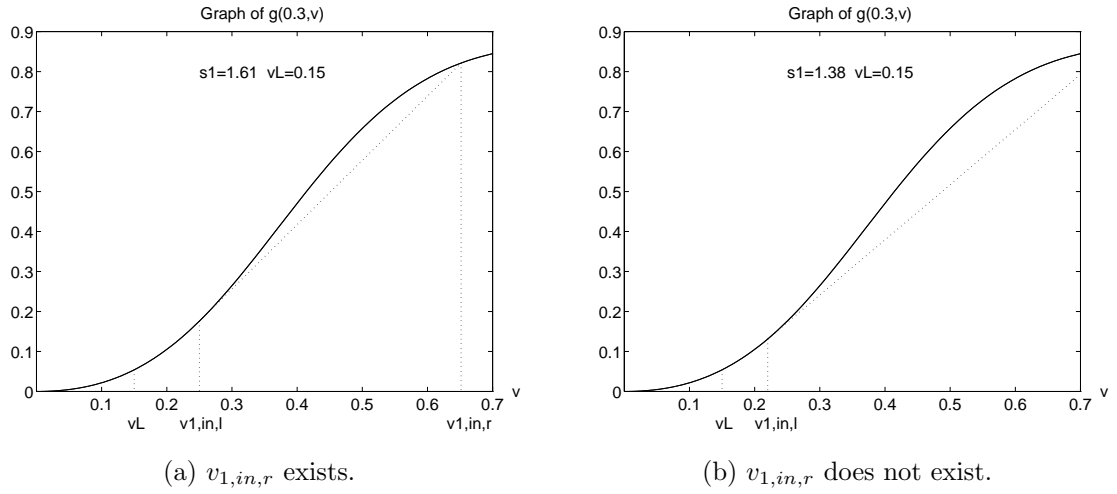 Graph of g(0.3,v)
s1=1.61 vL=0.15
0.9
0.8
0.7
0.6
0.5
0.4
0.3
0.2
0.1
0
0.1 0.2 0.3 0.4 0.5 0.6 0.7 v
vL v1,in,l v1,in,r
(a) v1,in,r exists.
Graph of g(0.3,v)
s1=1.38 vL=0.15
0.9
0.8
0.7
0.6
0.5
0.4
0.3
0.2
0.1
0
0.1 0.2 0.3 0.4 0.5 0.6 0.7 v
vL v1,in,l
(b) v1,in,r does not exist.